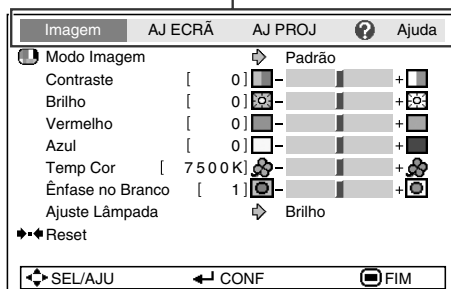 Imagem AJ ECRÃ AJ PROJ ? Ajuda
Modo Imagem Padrão
Contraste [ 0] - +
Brilho [ 0] - +
Vermelho [ 0] - +
Azul [ 0] - +
Temp Cor [ 7500K] - +
Ênfase no Branco [ 1] - +
Ajuste Lâmpada Brilho
Reset
SEL/AJU CONF FIM